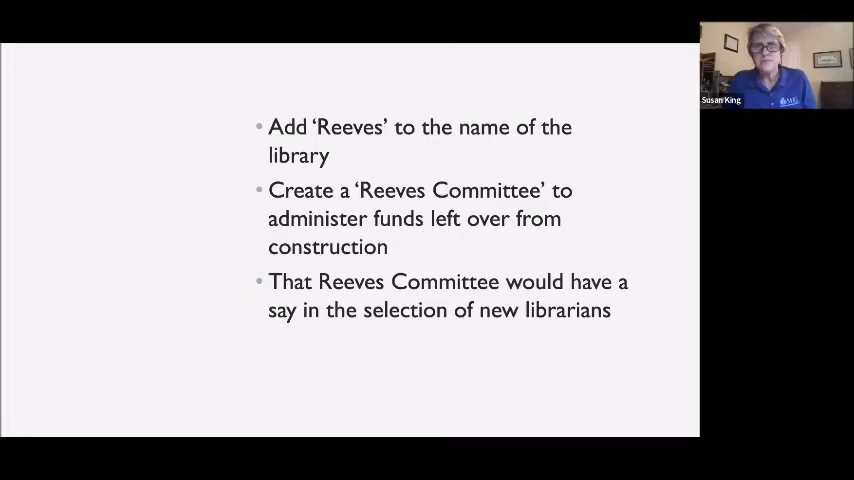 • Add ‘Reeves’ to the name of the
library
• Create a ‘Reeves Committee’ to
administer funds left over from
construction
• That Reeves Committee would have a
say in the selection of new librarians
Susan King